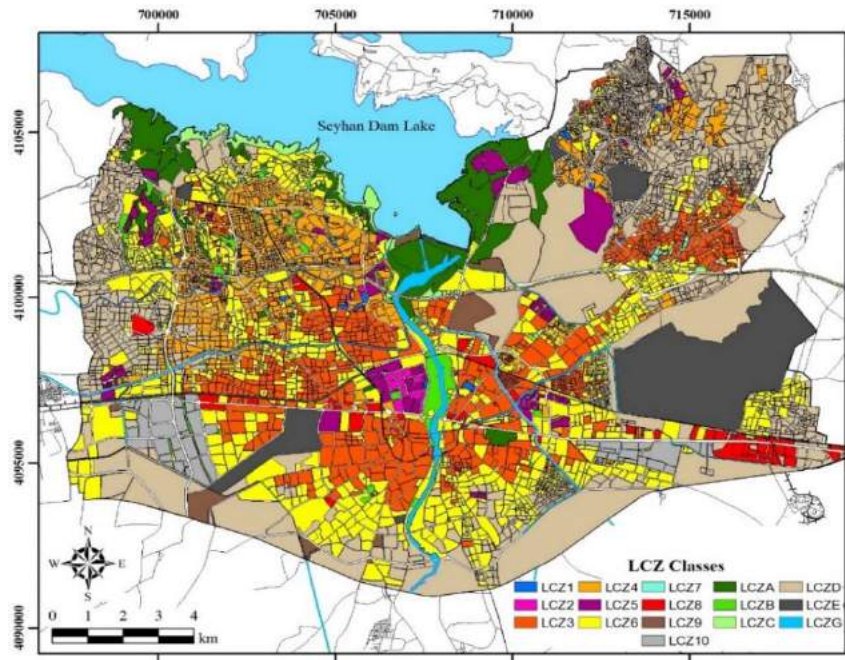 700000 705000 710000 715000
4105000
Seyhan Dam Lake
4100000
4095000
4090000
N
W E
S
0 1 2 3 4
km
LCZ Classes
LCZ1 LCZ4 LCZ7 LCZA LCZD
LCZ2 LCZ5 LCZ8 LCZB LCZE
LCZ3 LCZ6 LCZ9 LCZC LCZG
LCZ10